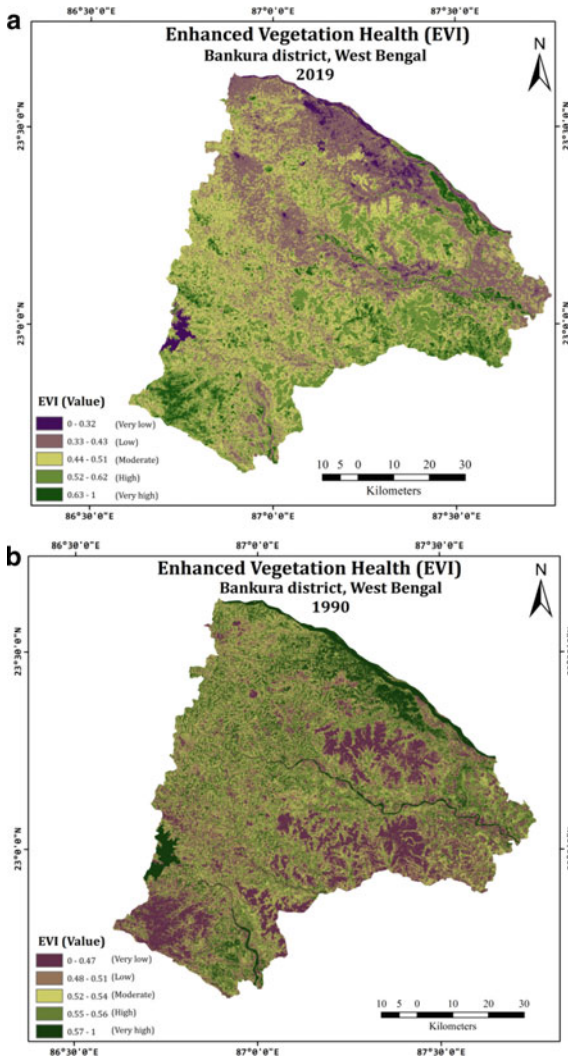 a
86°30'0"E 87°0'0"E 87°30'0"E
Enhanced Vegetation Health (EVI)
Bankura district, West Bengal
2019
N
23°30'0"N
23°30'0"N
23°0'0"N
23°0'0"N
EVI (Value)
0 - 0.32 (Very low)
0.33 - 0.43 (Low)
0.44 - 0.51 (Moderate)
0.52 - 0.62 (High)
0.63 - 1 (Very high)
10 5 0 10 20 30
Kilometers
86°30'0"E 87°0'0"E 87°30'0"E
b
86°30'0"E 87°0'0"E 87°30'0"E
Enhanced Vegetation Health (EVI)
Bankura district, West Bengal
1990
N
23°30'0"N
23°0'0"N
EVI (Value)
0 - 0.47 (Very low)
0.48 - 0.51 (Low)
0.52 - 0.54 (Moderate)
0.55 - 0.56 (High)
0.57 - 1 (Very high)
10 5 0 10 20 30
Kilometers
86°30'0"E 87°0'0"E 87°30'0"E